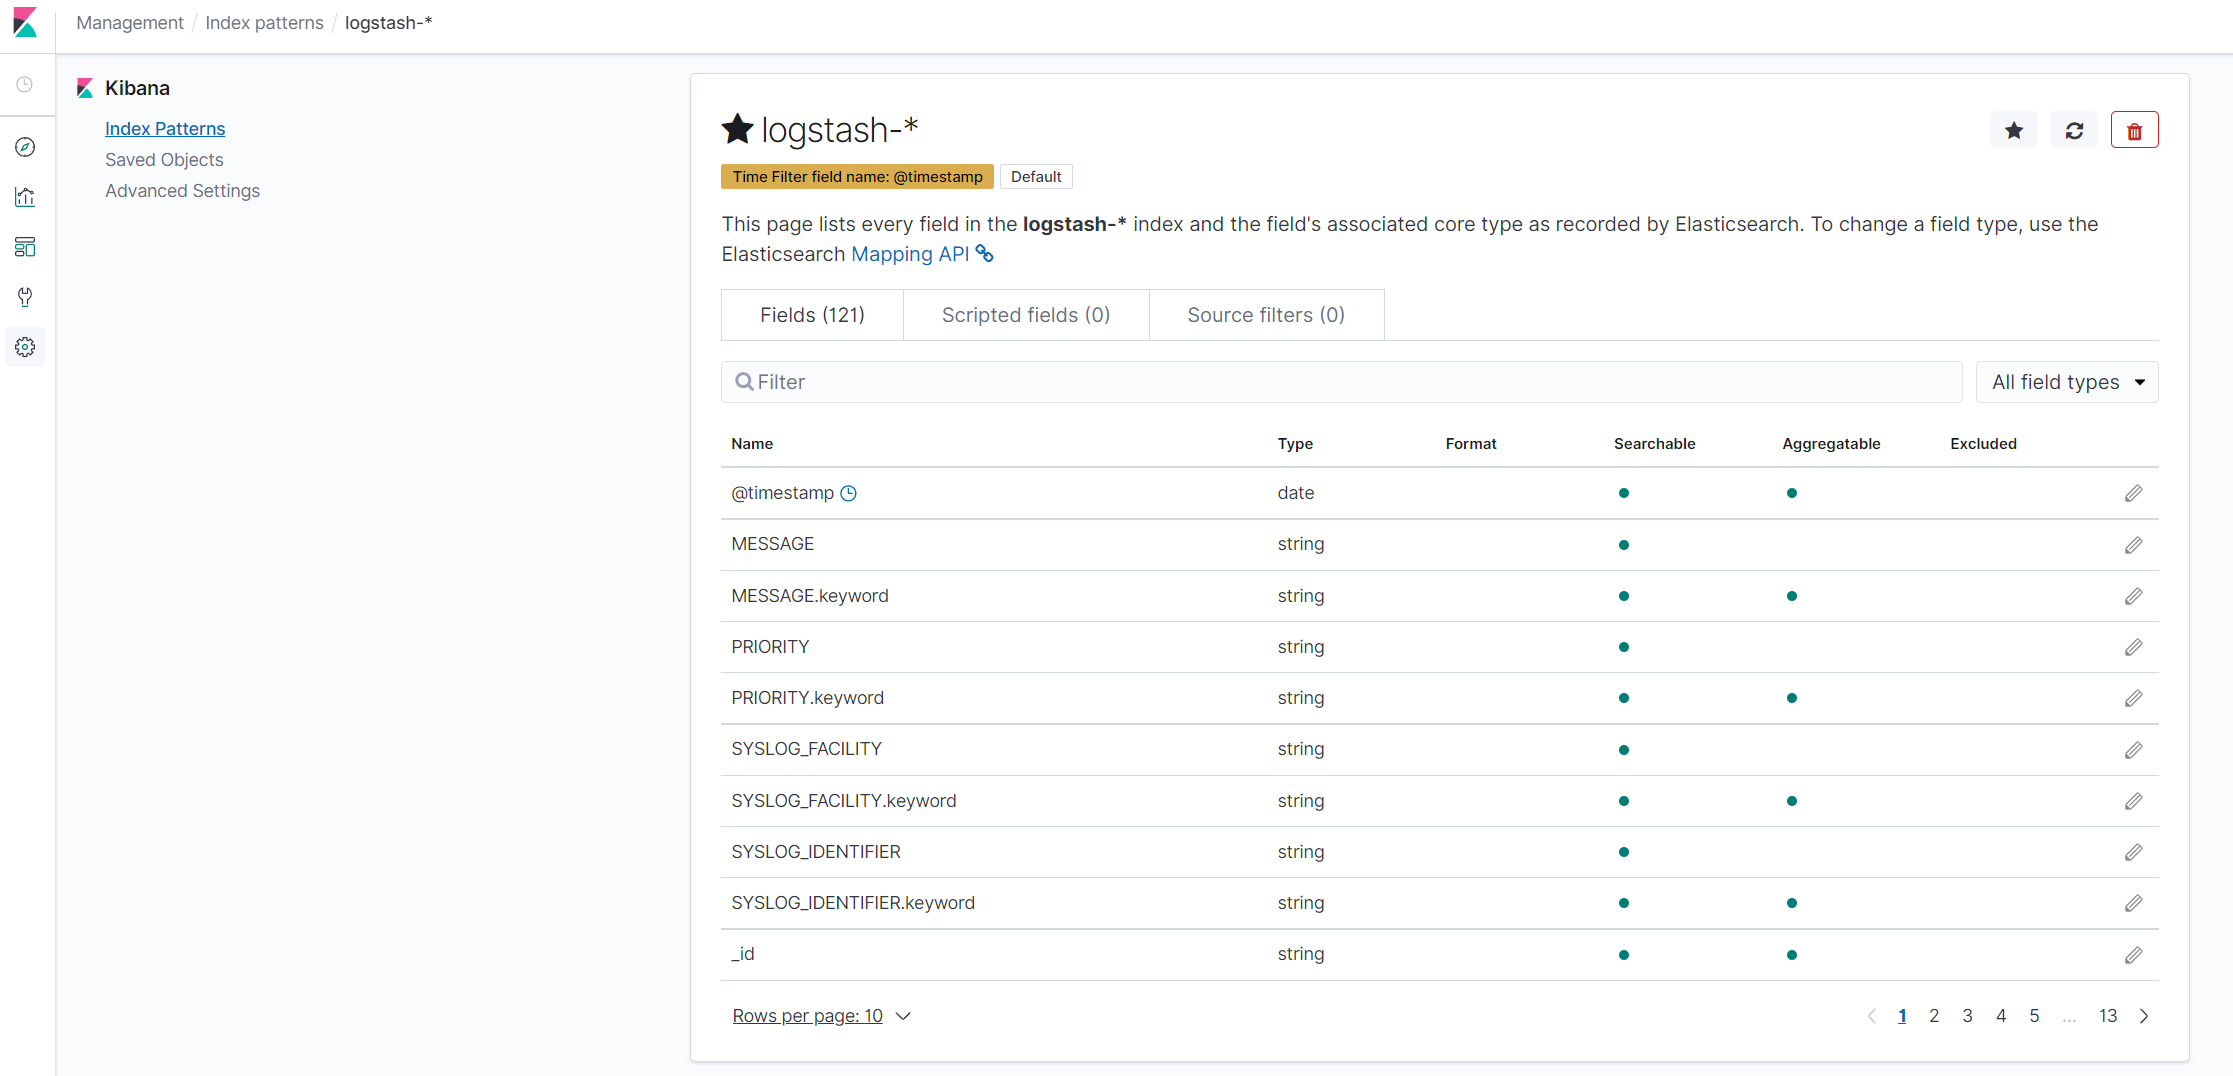 Management / Index patterns / logstash-*
Kibana
Index Patterns
Saved Objects
Advanced Settings
logstash-*
Time Filter field name: @timestamp Default
This page lists every field in the logstash-* index and the field's associated core type as recorded by Elasticsearch. To change a field type, use the
Elasticsearch Mapping API
Fields (121) Scripted fields (0) Source filters (0)
Filter All field types
Name Type Format Searchable Aggregatable Excluded
@timestamp date
MESSAGE string
MESSAGE.keyword string
PRIORITY string
PRIORITY.keyword string
SYSLOG_FACILITY string
SYSLOG_FACILITY.keyword string
SYSLOG_IDENTIFIER string
SYSLOG_IDENTIFIER.keyword string
_id string
Rows per page: 10 1 2 3 4 5 ... 13